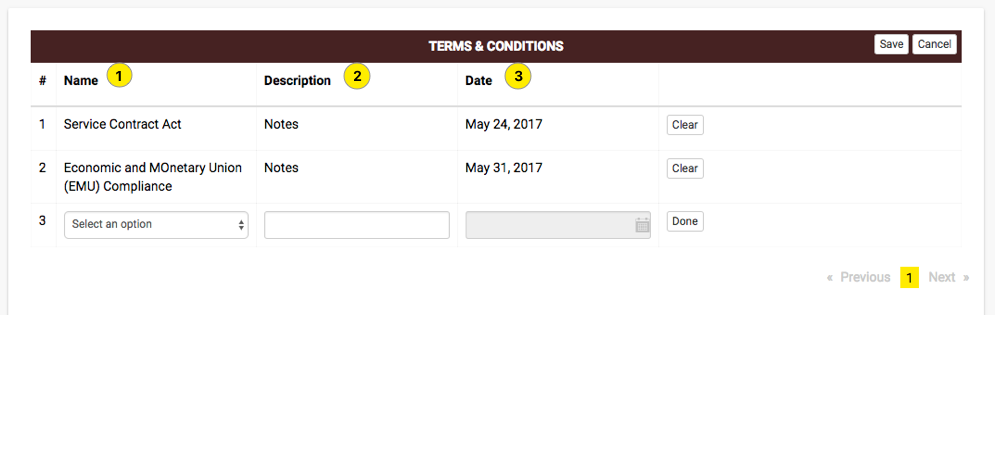 TERMS & CONDITIONS
Save Cancel
# Name 1 Description 2 Date 3
1 Service Contract Act Notes May 24, 2017 Clear
2 Economic and MOnetary Union Notes May 31, 2017 Clear
(EMU) Compliance
3 Select an option Done
« Previous 1 Next »